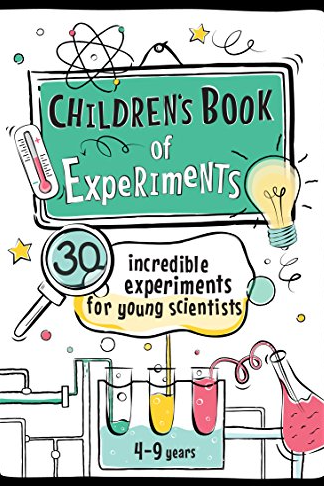 CHILDREN'S BOOK
of
ExpeRiMeNTS
30
incredible
experiments
for young scientists
4-9 years